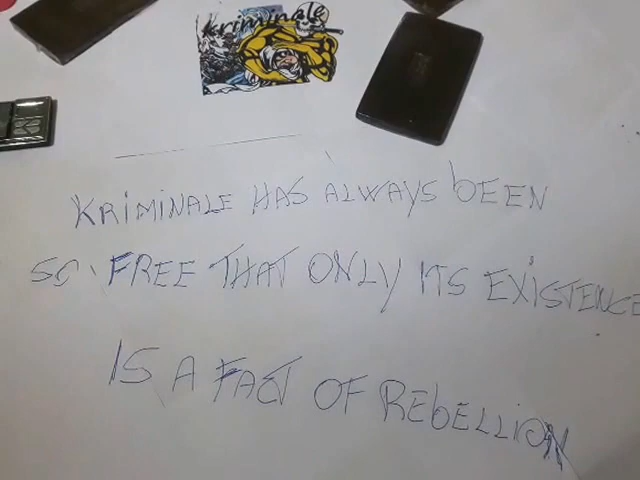 kriminale
KRIMINALE HAS ALWAYS bEEN
SO FREE THAT ONLY ITS EXISTENCE
IS A FACT OF REbELLION